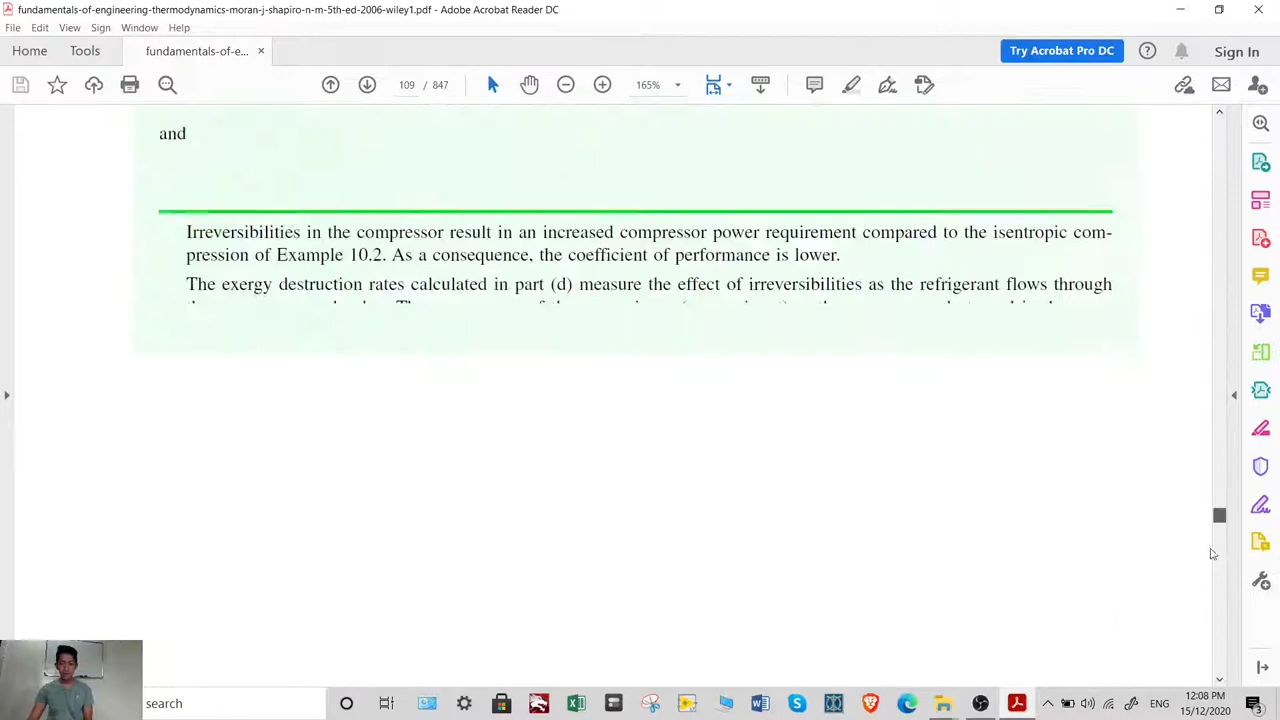 fundamentals-of-engineering-thermodynamics-moran-j-shapiro-n-m-5th-ed-2006-wiley1.pdf - Adobe Acrobat Reader DC
File Edit View Sign Window Help
Home Tools fundamentals-of-e... × Try Acrobat Pro DC Sign In
109 / 847 165%
and
Irreversibilities in the compressor result in an increased compressor power requirement compared to the isentropic com-
pression of Example 10.2. As a consequence, the coefficient of performance is lower.
The exergy destruction rates calculated in part (d) measure the effect of irreversibilities as the refrigerant flows through
search
ENG
12:08 PM
15/12/2020
3